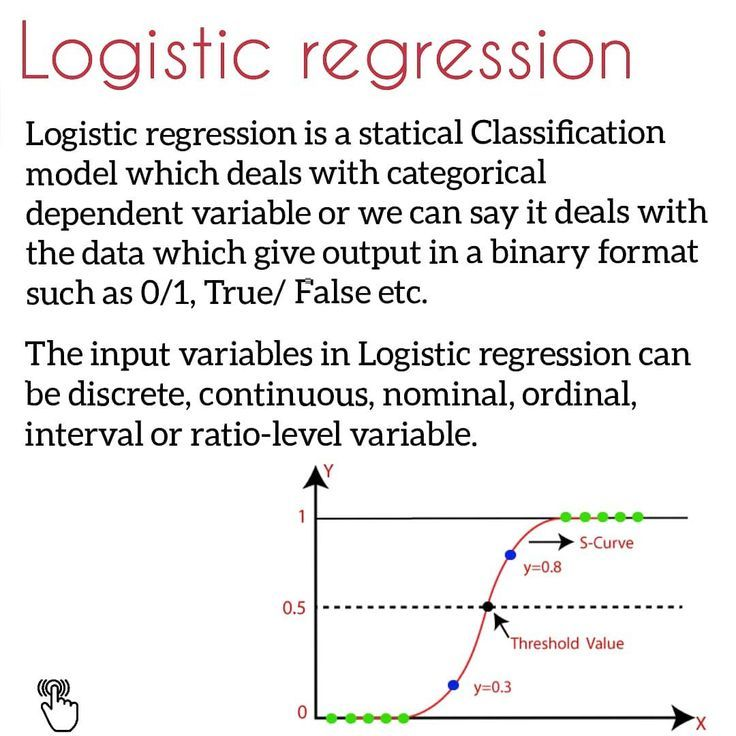 Logistic regression
Logistic regression is a statical Classification
model which deals with categorical
dependent variable or we can say it deals with
the data which give output in a binary format
such as 0/1, True/ False etc.
The input variables in Logistic regression can
be discrete, continuous, nominal, ordinal,
interval or ratio-level variable.
Y
1
S-Curve
y=0.8
0.5
Threshold Value
y=0.3
0
X